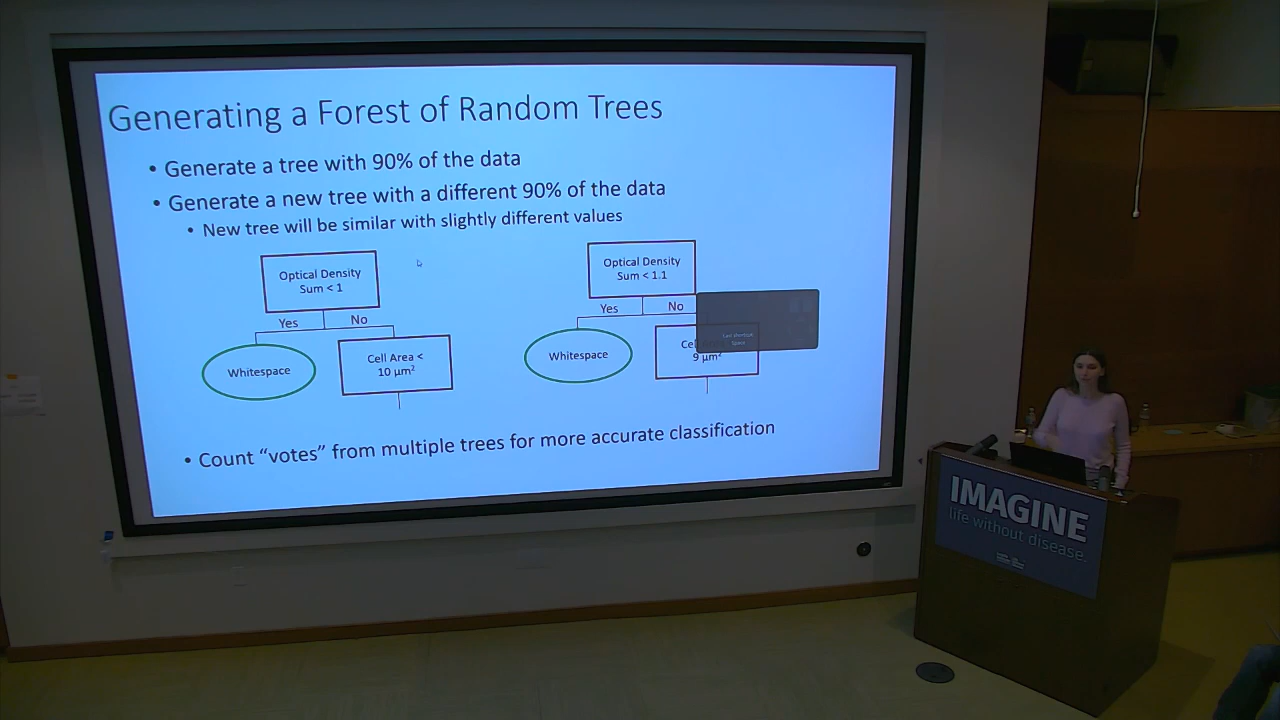 Generating a Forest of Random Trees
• Generate a tree with 90% of the data
• Generate a new tree with a different 90% of the data
• New tree will be similar with slightly different values
Optical Density
Sum < 1
Yes
No
Whitespace
Cell Area <
10 µm²
Optical Density
Sum < 1.1
Yes
No
Whitespace
Ce
9 µm²
• Count “votes” from multiple trees for more accurate classification
IMAGINE
life without disease.